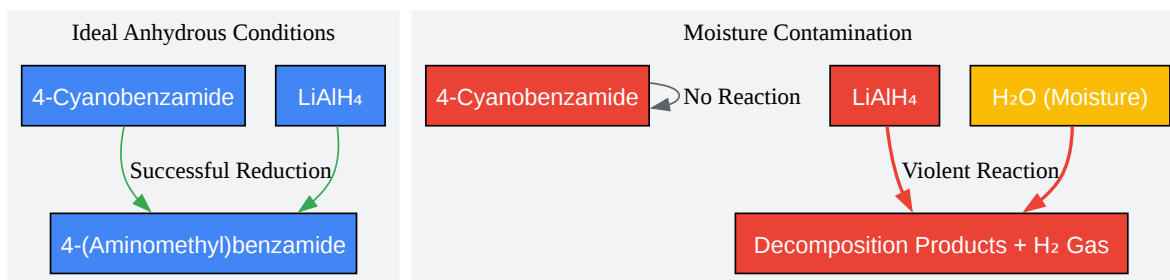 Ideal Anhydrous Conditions
4-Cyanobenzamide
LiAlH₄
Successful Reduction
4-(Aminomethyl)benzamide
Moisture Contamination
4-Cyanobenzamide
No Reaction
LiAlH₄
H₂O (Moisture)
Violent Reaction
Decomposition Products + H₂ Gas